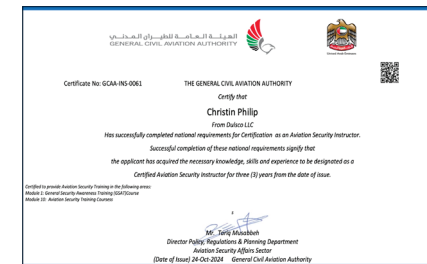 الهيئـة الـعـامـة للطيـــران الـمـدنــي
GENERAL CIVIL AVIATION AUTHORITY
Certificate No: GCAA-INS-0061
THE GENERAL CIVIL AVIATION AUTHORITY
Certify that
Christin Philip
From Dulsco LLC
Has successfully completed national requirements for Certification as an Aviation Security Instructor.
Successful completion of these national requirements signify that
the applicant has acquired the necessary knowledge, skills and experience to be designated as a
Certified Aviation Security Instructor for three (3) years from the date of issue.
Certified to provide Aviation Security Training in the following areas:
Module 1: General Security Awareness Training (GSAT)Course
Module 10: Aviation Security Training Courses:
Mr. Tariq Musabbeh
Director Policy, Regulations & Planning Department
Aviation Security Affairs Sector
(Date of Issue) 24-Oct-2024 General Civil Aviation Authority